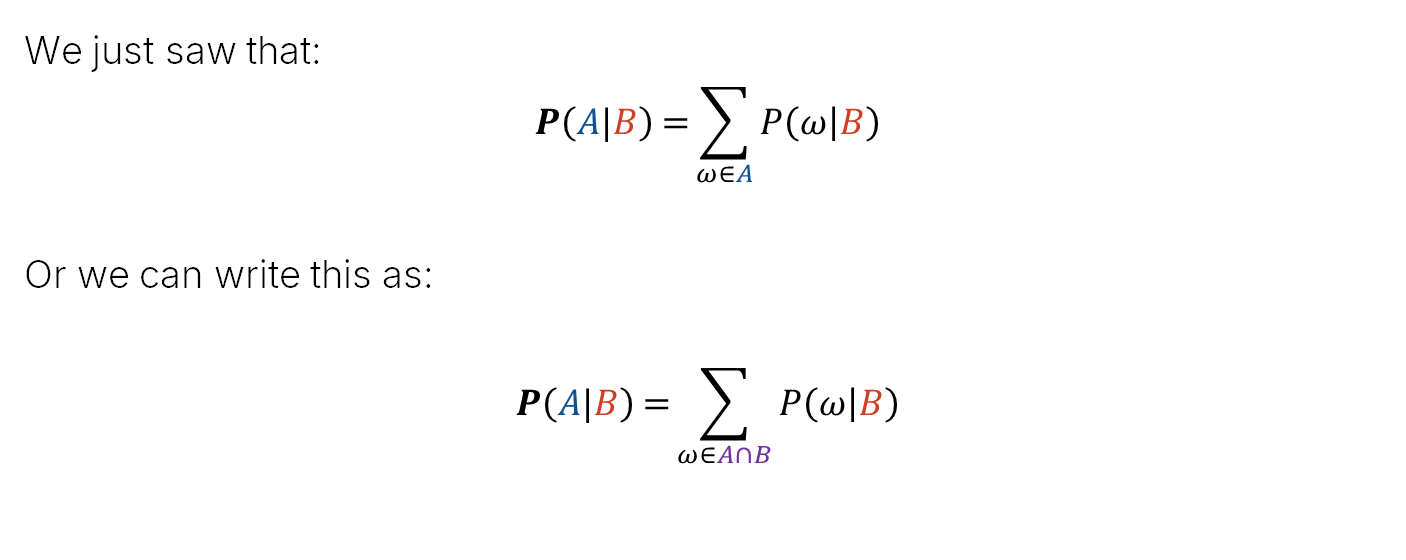 We just saw that:
P(A|B) = ∑ P(ω|B)
ω∈A
Or we can write this as:
P(A|B) = ∑ P(ω|B)
ω∈A∩B